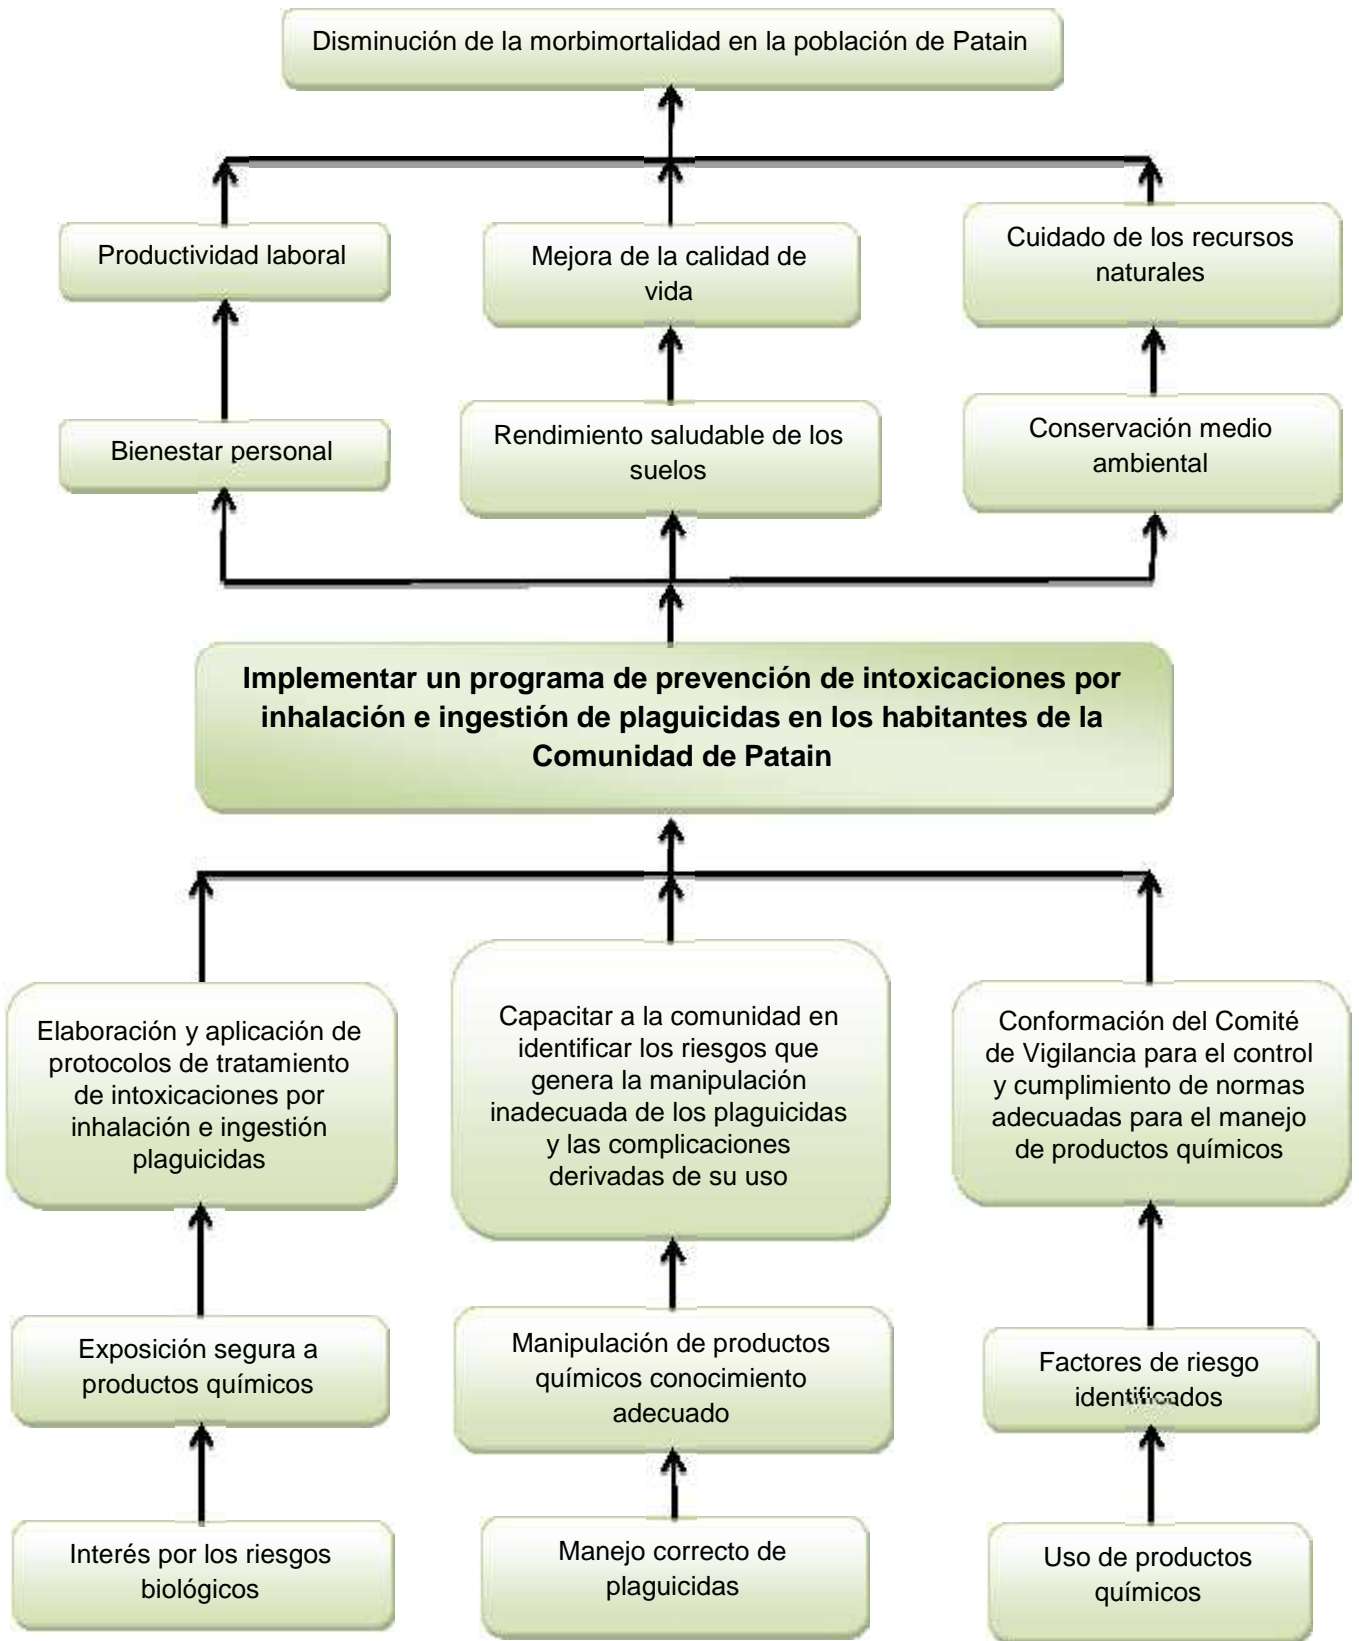 Disminución de la morbimortalidad en la población de Patain
Productividad laboral
Mejora de la calidad de
vida
Cuidado de los recursos
naturales
Bienestar personal
Rendimiento saludable de los
suelos
Conservación medio
ambiental
Implementar un programa de prevención de intoxicaciones por
inhalación e ingestión de plaguicidas en los habitantes de la
Comunidad de Patain
Elaboración y aplicación de
protocolos de tratamiento
de intoxicaciones por
inhalación e ingestión
plaguicidas
Capacitar a la comunidad en
identificar los riesgos que
genera la manipulación
inadecuada de los plaguicidas
y las complicaciones
derivadas de su uso
Conformación del Comité
de Vigilancia para el control
y cumplimiento de normas
adecuadas para el manejo
de productos químicos
Exposición segura a
productos químicos
Manipulación de productos
químicos conocimiento
adecuado
Factores de riesgo
identificados
Interés por los riesgos
biológicos
Manejo correcto de
plaguicidas
Uso de productos
químicos